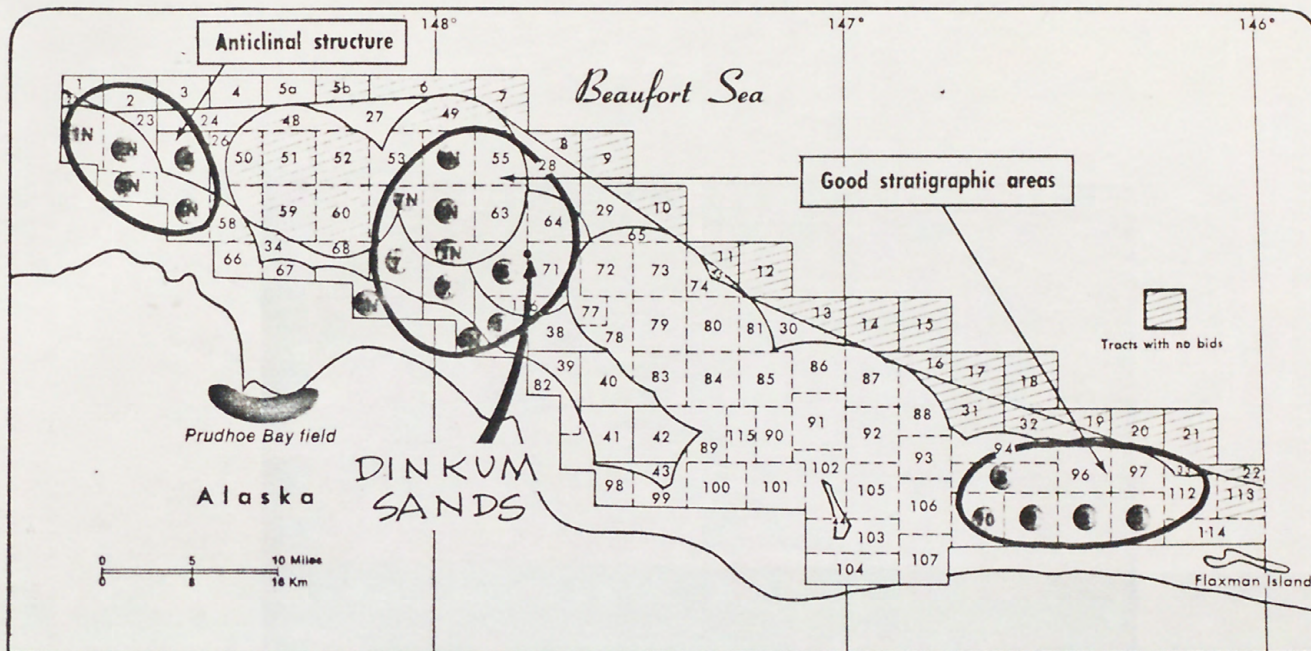 148°
147°
146°
Anticlinal structure
Beaufort Sea
1 2 3 4 5a 5b 6 7
23 24 26 48 27 49
1N N
50 51 52 53 N 55 28 8 9
Good stratigraphic areas
N N
58 59 60 N 63 64 29 10
66 34 68 N 65
67 7 71 72 73 74 11 12
77 78 79 80 81 30 13 14 15
Tracts with no bids
38
39 82 40 83 84 85 86 87 16 17 18
88 31
Prudhoe Bay field
41 42 89 115 90 91 92 93 32 19 20 21
94 96 97 33 22
DINKUM
SANDS
Alaska
43 98 99 100 101 102 105 106 112 113
44 103 114
104 107
0 5 10 Miles
0 8 16 Km
Flaxman Island